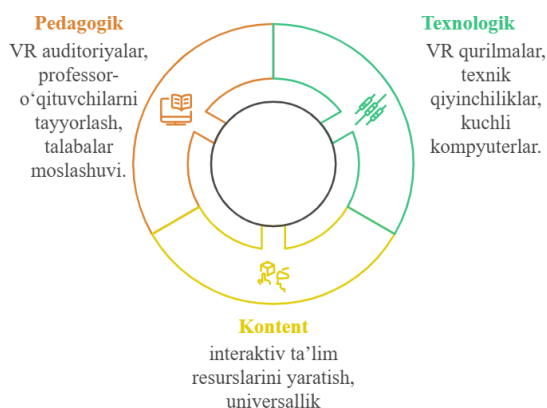 Pedagogik
VR auditoriyalar,
professor-
o‘qituvchilarni
tayyorlash,
talabalar
moslashuvi.
Texnologik
VR qurilmalar,
texnik
qiyinchiliklar,
kuchli
kompyuterlar.
Kontent
interaktiv ta’lim
resurslarini yaratish,
universallik